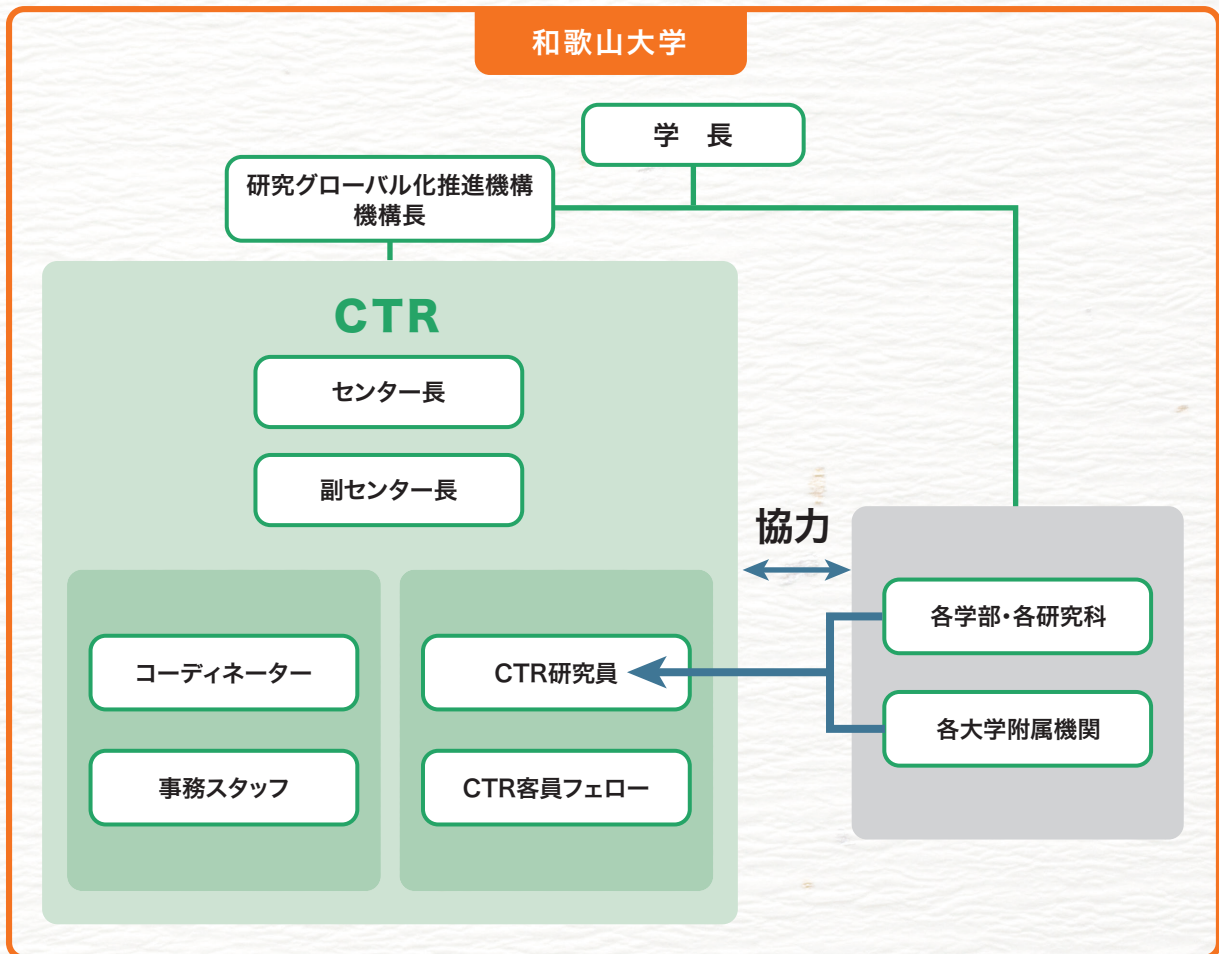 和歌山大学
学　長
研究グローバル化推進機構
機構長
CTR
センター長
副センター長
協力
コーディネーター
事務スタッフ
CTR研究員
CTR客員フェロー
各学部・各研究科
各大学附属機関